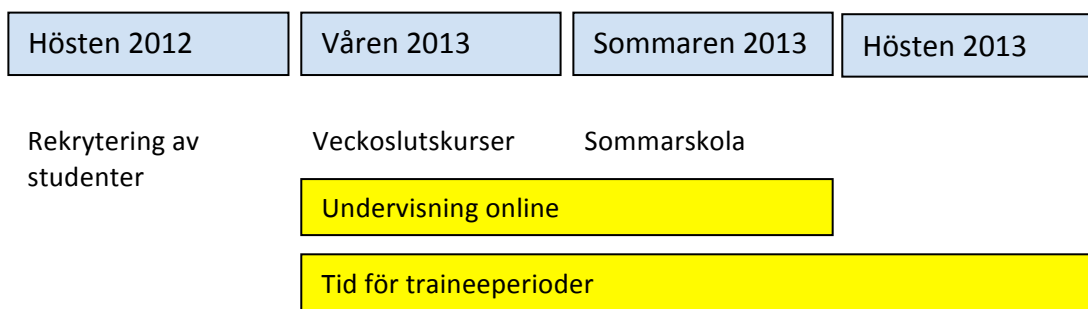 Hösten 2012
Våren 2013
Sommaren 2013
Hösten 2013
Rekrytering av
studenter
Veckoslutskurser
Sommarskola
Undervisning online
Tid för traineeperioder